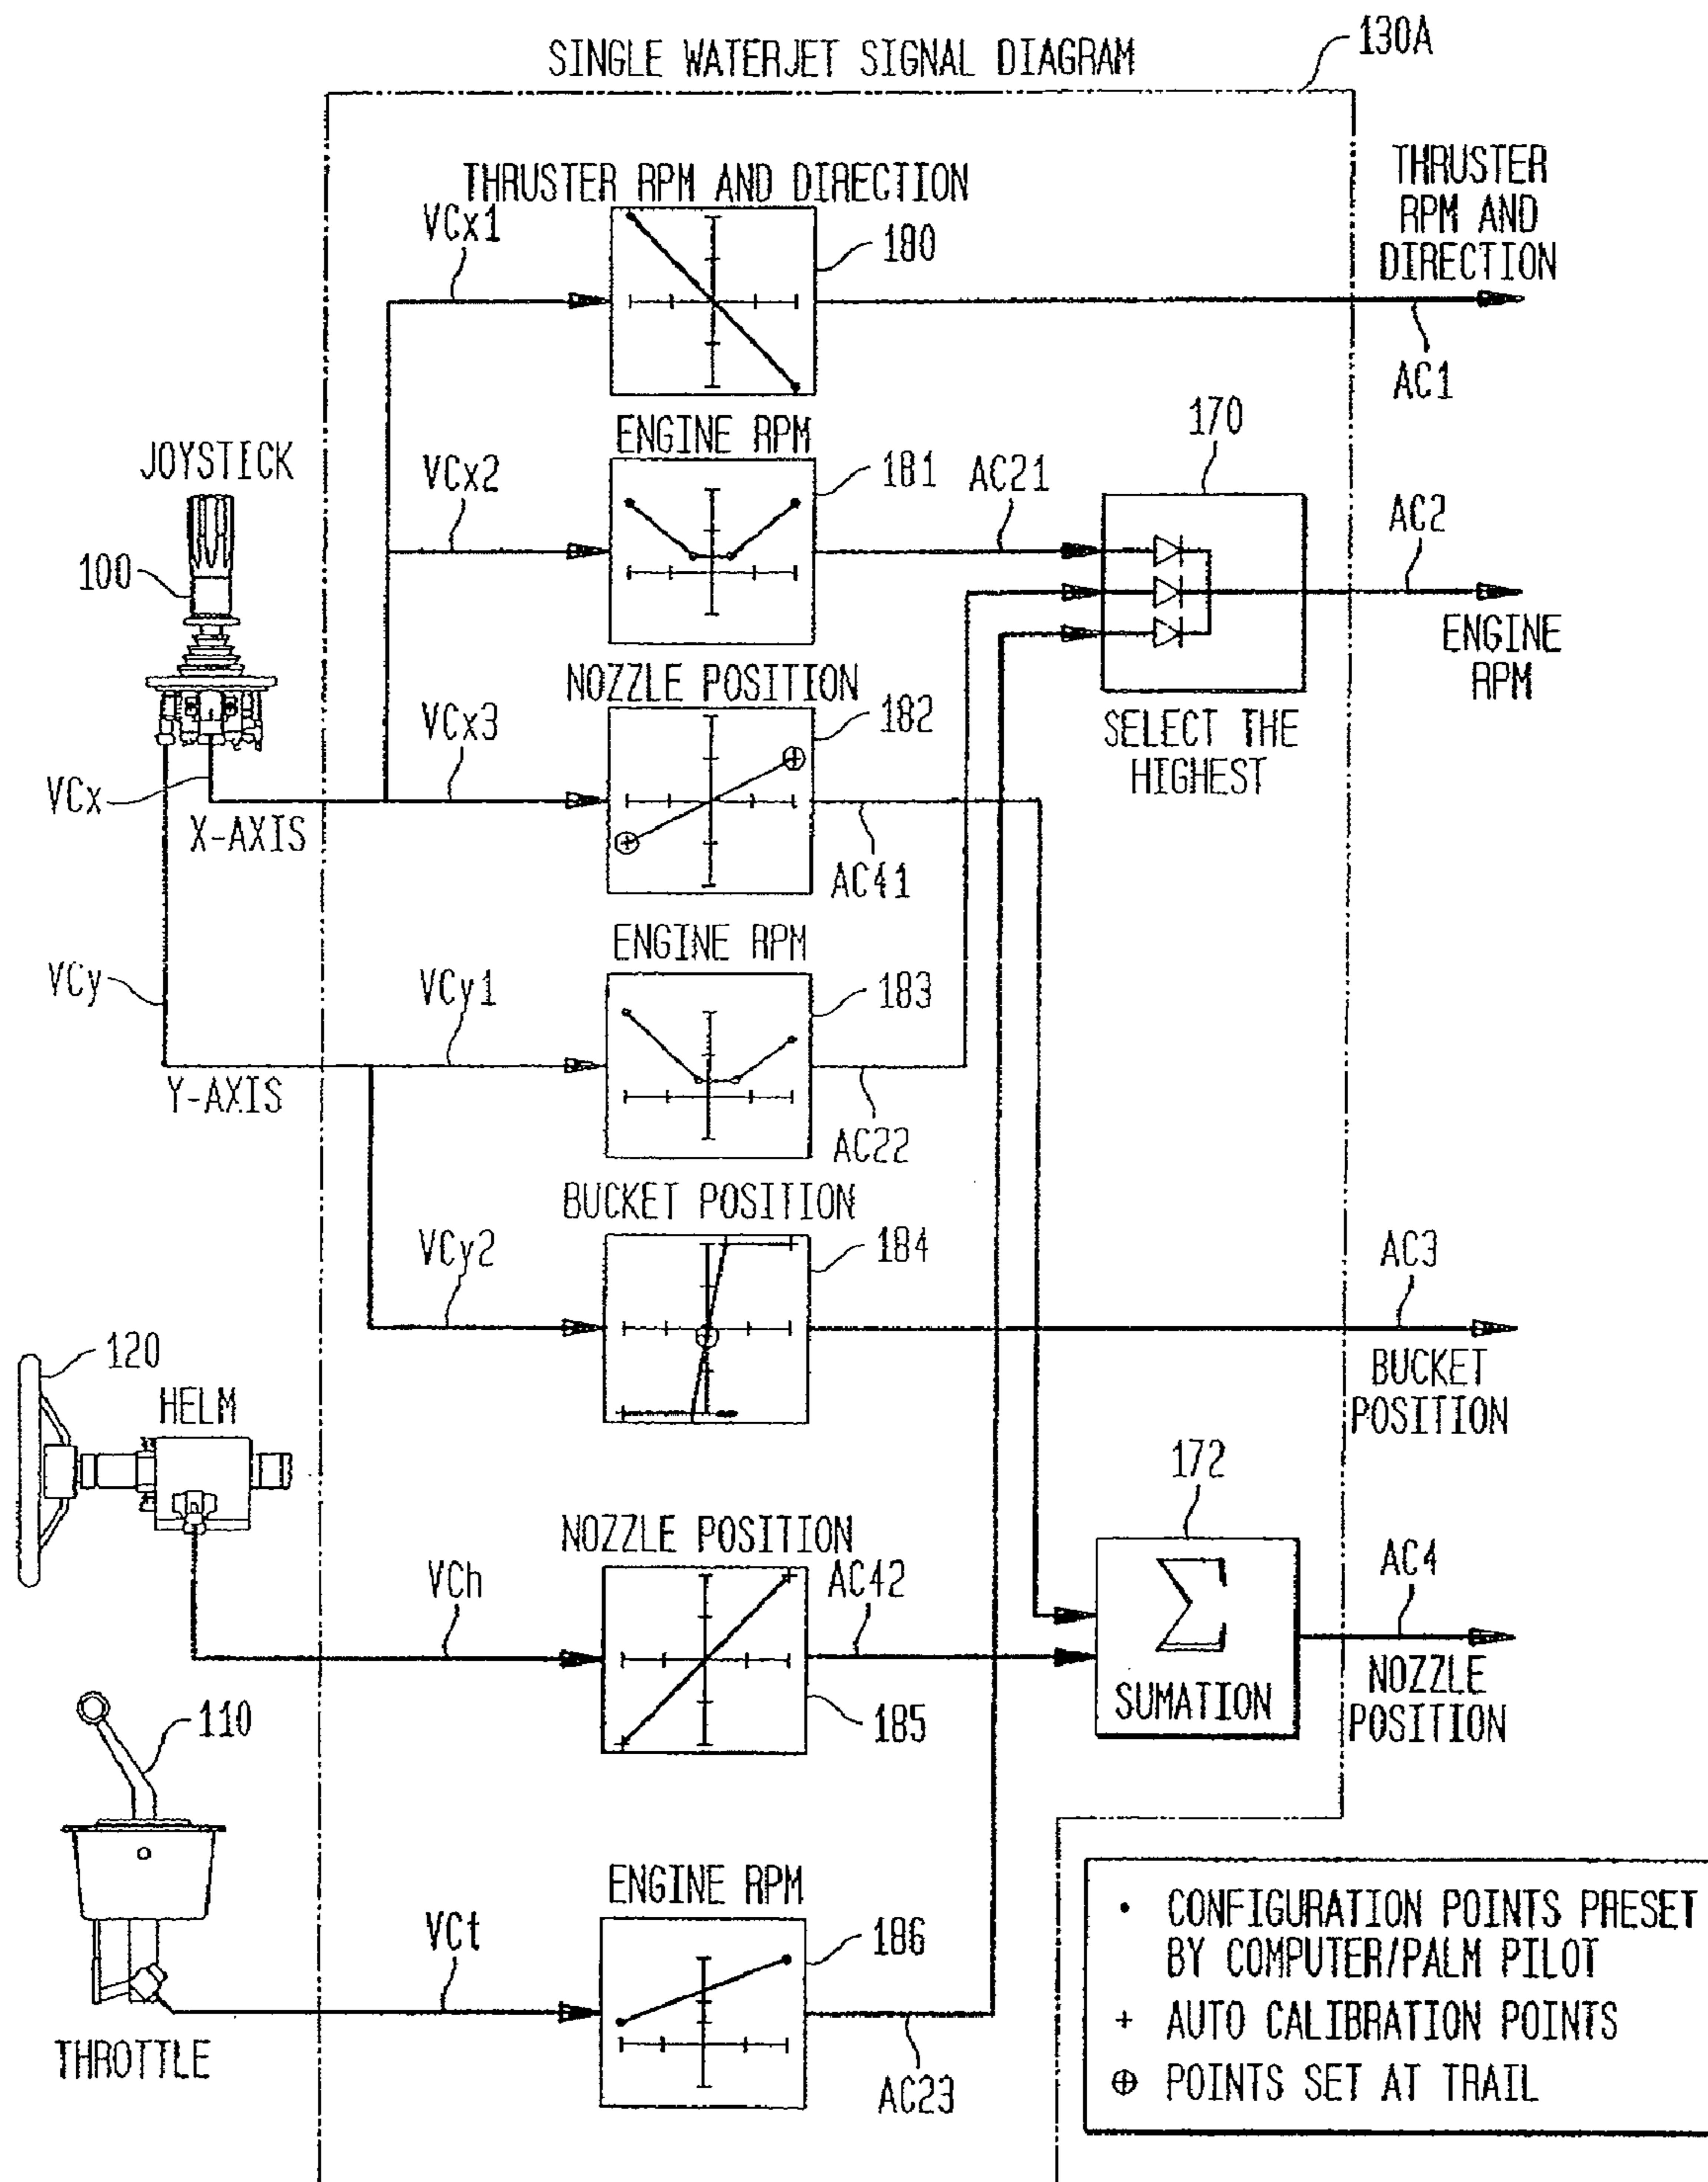 SINGLE WATERJET SIGNAL DIAGRAM
130A
THRUSTER RPM AND DIRECTION
VCx1
180
THRUSTER
RPM AND
DIRECTION
AC1
ENGINE RPM
JOYSTICK
VCx2
181
AC21
170
AC2
100
ENGINE
RPM
NOZZLE POSITION
VCx3
182
SELECT THE
HIGHEST
VCx
X-AXIS
AC41
ENGINE RPM
VCy
VCy1
183
Y-AXIS
AC22
BUCKET POSITION
VCy2
184
AC3
BUCKET
POSITION
120
HELM
172
NOZZLE POSITION
VCh
AC42
AC4
Σ
SUMATION
185
NOZZLE
POSITION
110
ENGINE RPM
VCt
186
THROTTLE
AC23
• CONFIGURATION POINTS PRESET
BY COMPUTER/PALM PILOT
+ AUTO CALIBRATION POINTS
⊕ POINTS SET AT TRAIL